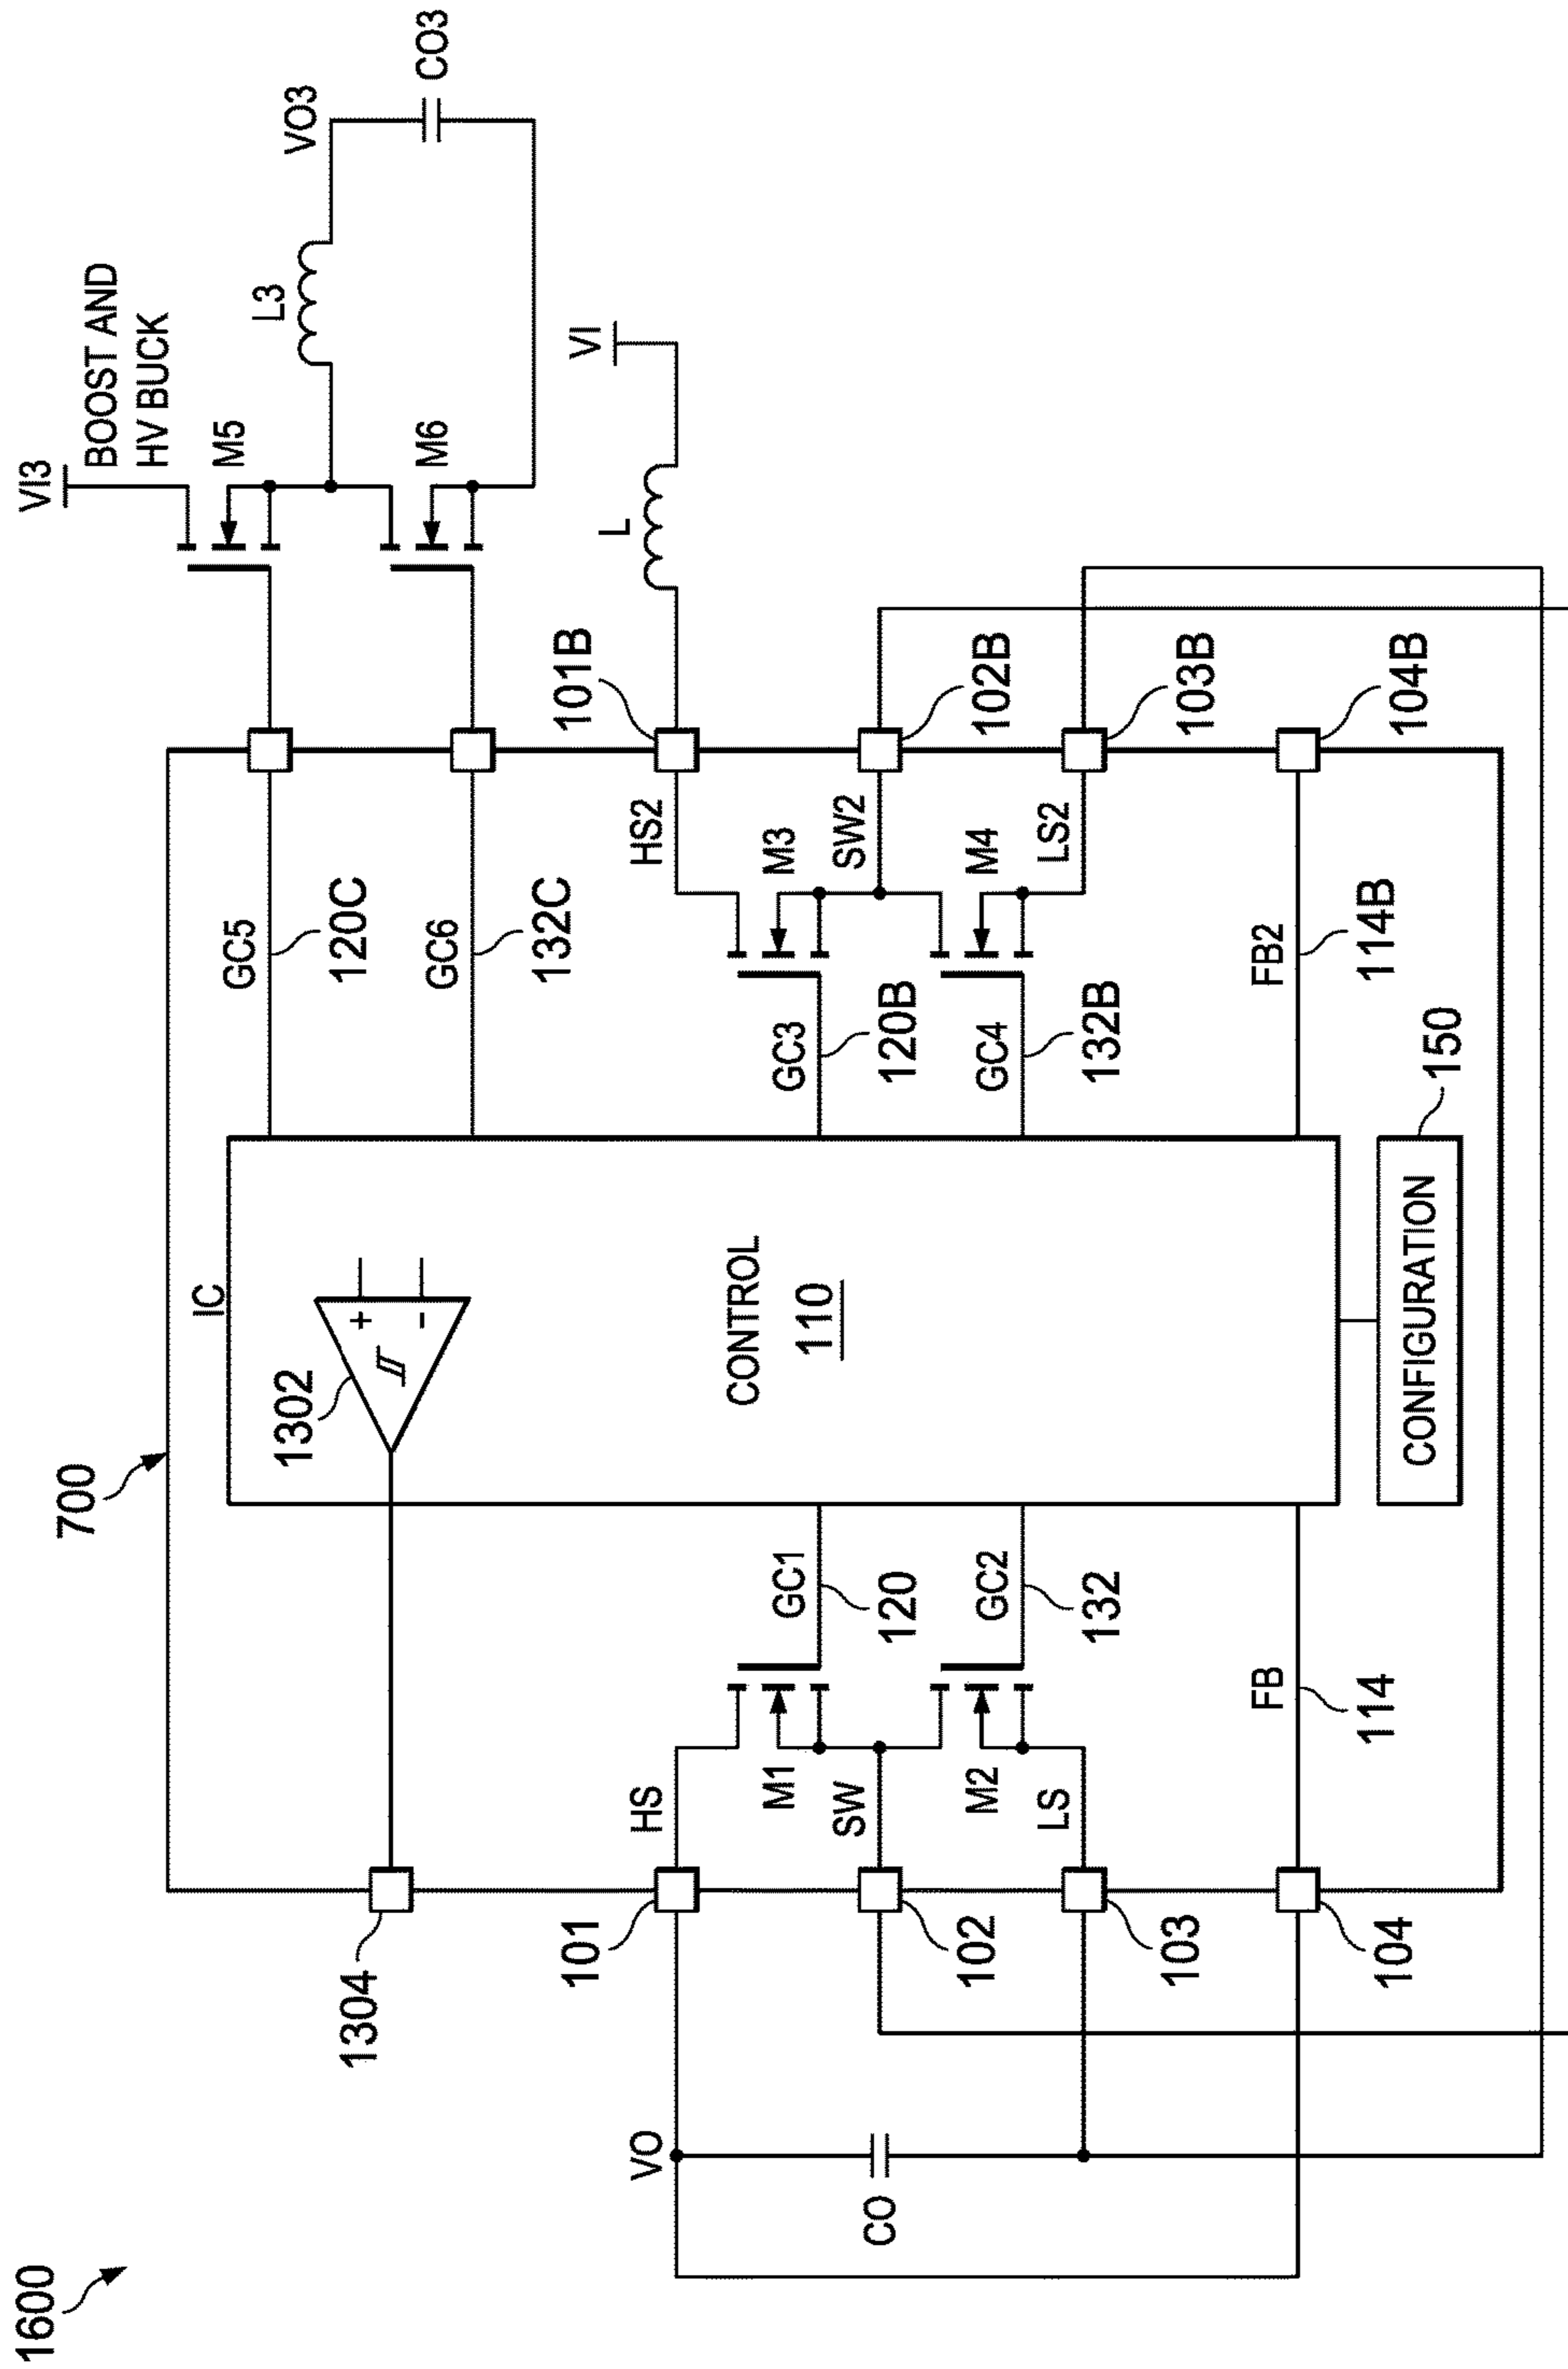 1600
700
VI3
BOOST AND
HV BUCK
M5
M6
L3
VO3
CO3
IC
1302
+
-
1304
GC5
120C
GC6
132C
101B
L
VI
HS2
M3
SW2
M4
LS2
102B
103B
104B
GC3
120B
GC4
132B
FB2
114B
CONTROL
110
CONFIGURATION
150
GC1
120
GC2
132
FB
114
HS
M1
SW
M2
LS
101
102
103
104
VO
CO